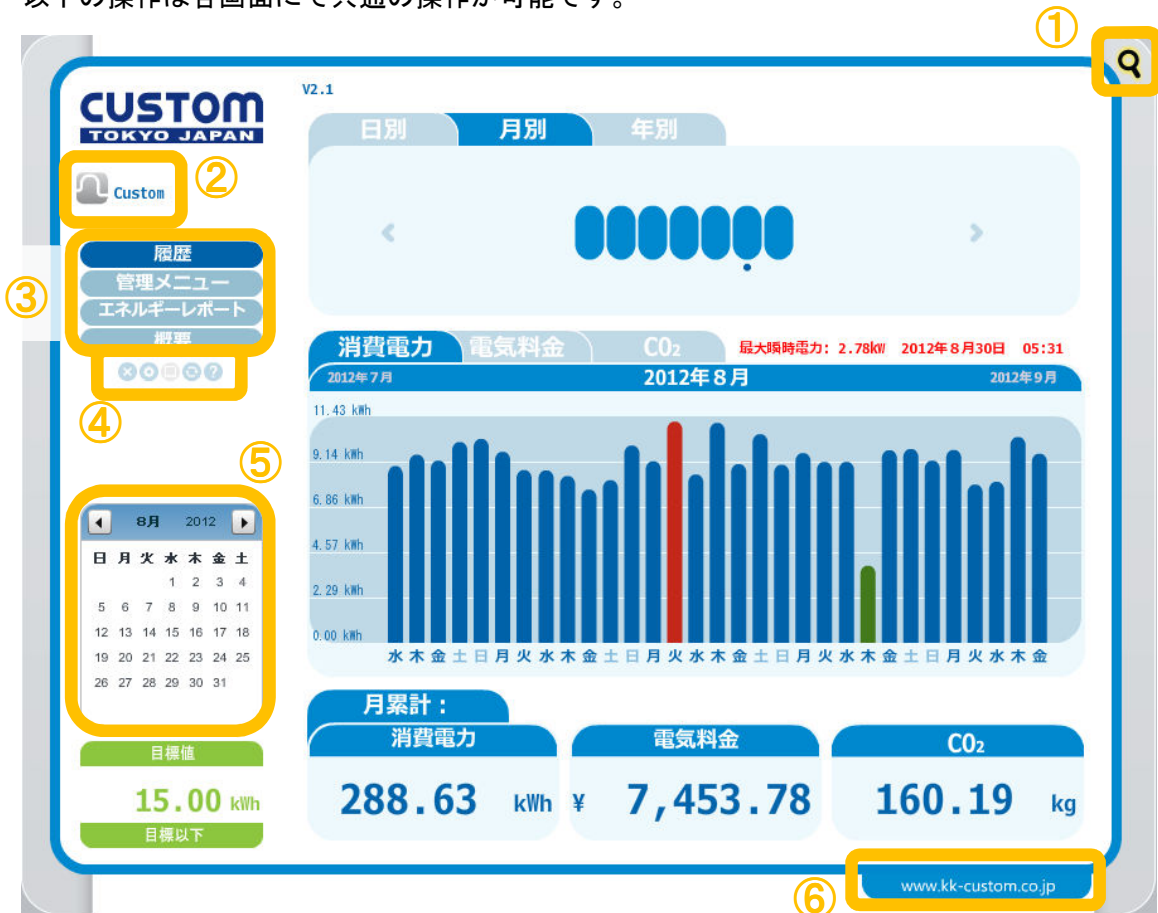 以下の操作は各画面にて共通の操作が可能です。
①
CUSTOM
TOKYO JAPAN
V2.1
日別 月別 年別
②
Custom
③
履歴
管理メニュー
エネルギーレポート
概要
④
消費電力 電気料金 CO₂ 最大瞬時電力: 2.78kW 2012年8月30日 05:31
2012年7月 2012年8月 2012年9月
11.43 kWh
9.14 kWh
6.86 kWh
4.57 kWh
2.29 kWh
0.00 kWh
水 木 金 土 日 月 火 水 木 金 土 日 月 火 水 木 金 土 日 月 火 水 木 金 土 日 月 火 水 木 金
⑤
8月 2012
日 月 火 水 木 金 土
1 2 3 4
5 6 7 8 9 10 11
12 13 14 15 16 17 18
19 20 21 22 23 24 25
26 27 28 29 30 31
目標値
15.00 kWh
目標以下
月累計:
消費電力 電気料金 CO₂
288.63 kWh ¥ 7,453.78 160.19 kg
⑥
www.kk-custom.co.jp